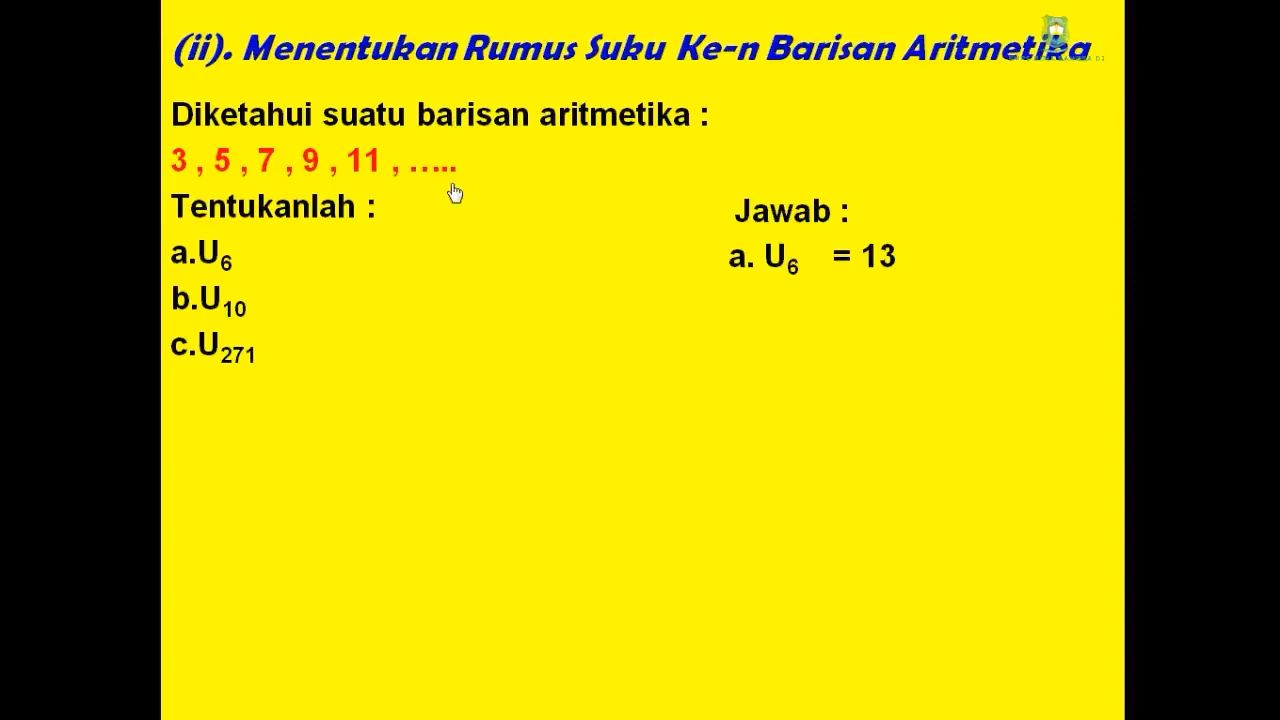 (ii). Menentukan Rumus Suku Ke-n Barisan Aritmetika
Diketahui suatu barisan aritmetika :
3 , 5 , 7 , 9 , 11 , .....
Tentukanlah :
a.U6
b.U10
c.U271
Jawab :
a. U6 = 13